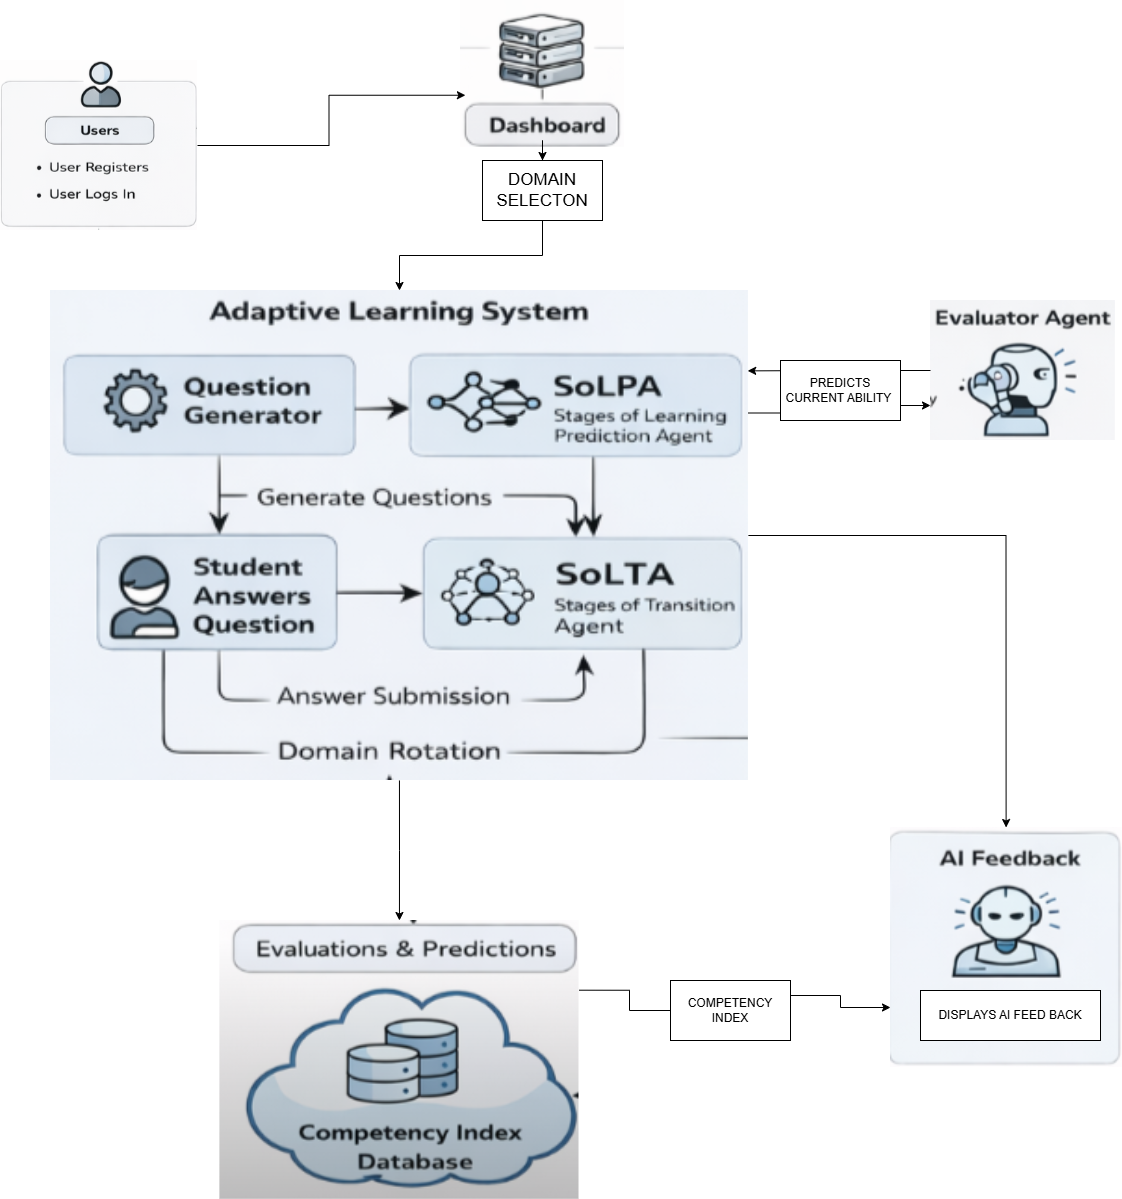 Users
• User Registers
• User Logs In
Dashboard
DOMAIN
SELECTON
Adaptive Learning System
Question
Generator
SoLPA
Stages of Learning
Prediction Agent
Generate Questions
Student
Answers
Question
SoLTA
Stages of Transition
Agent
Answer Submission
Domain Rotation
PREDICTS
CURRENT ABILITY
Evaluator Agent
Evaluations & Predictions
Competency Index
Database
COMPETENCY
INDEX
AI Feedback
DISPLAYS AI FEED BACK